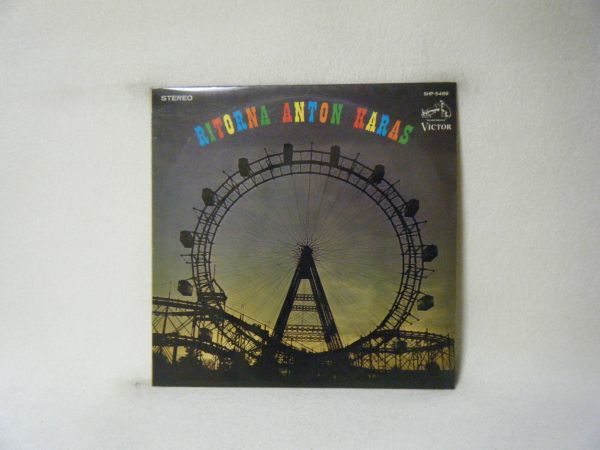 STEREO
SHP-5489
RITORNA ANTON KARAS
VICTOR